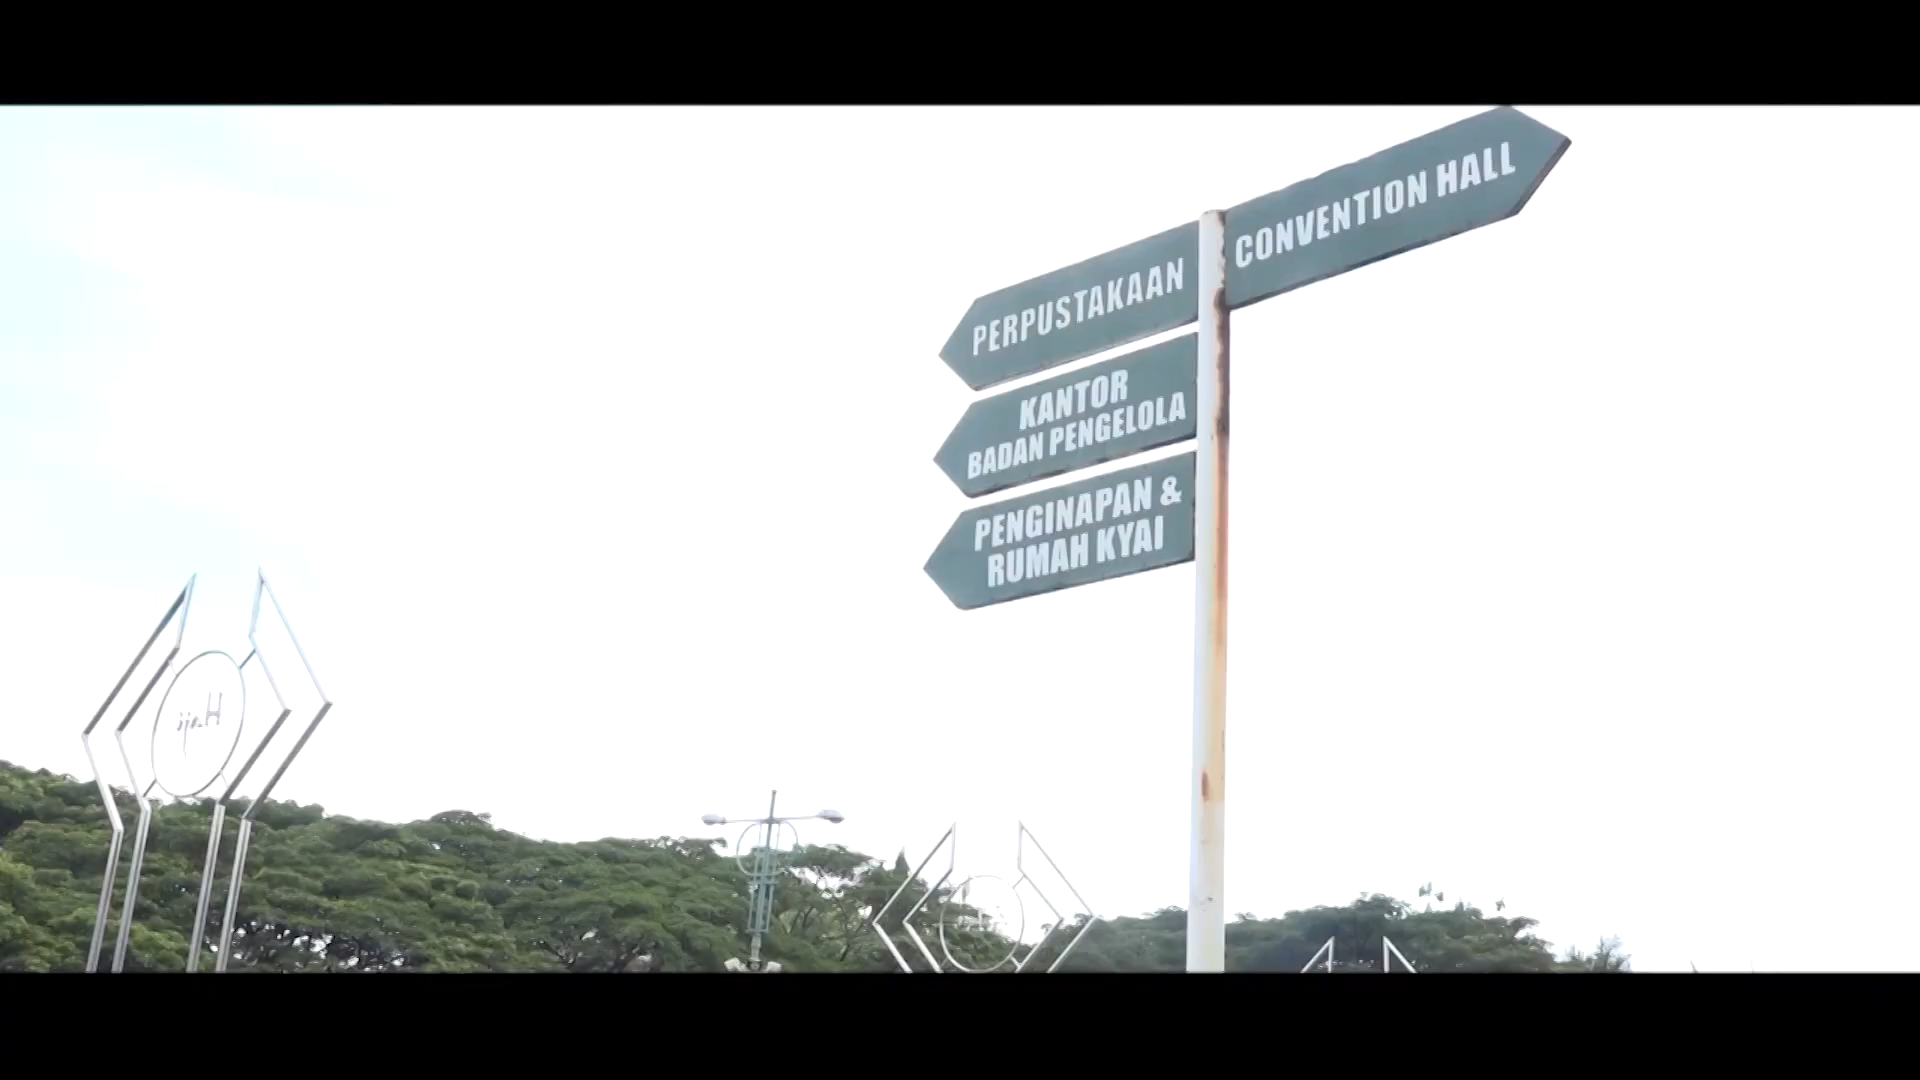 CONVENTION HALL
PERPUSTAKAAN
KANTOR
BADAN PENGELOLA
PENGINAPAN &
RUMAH KYAI